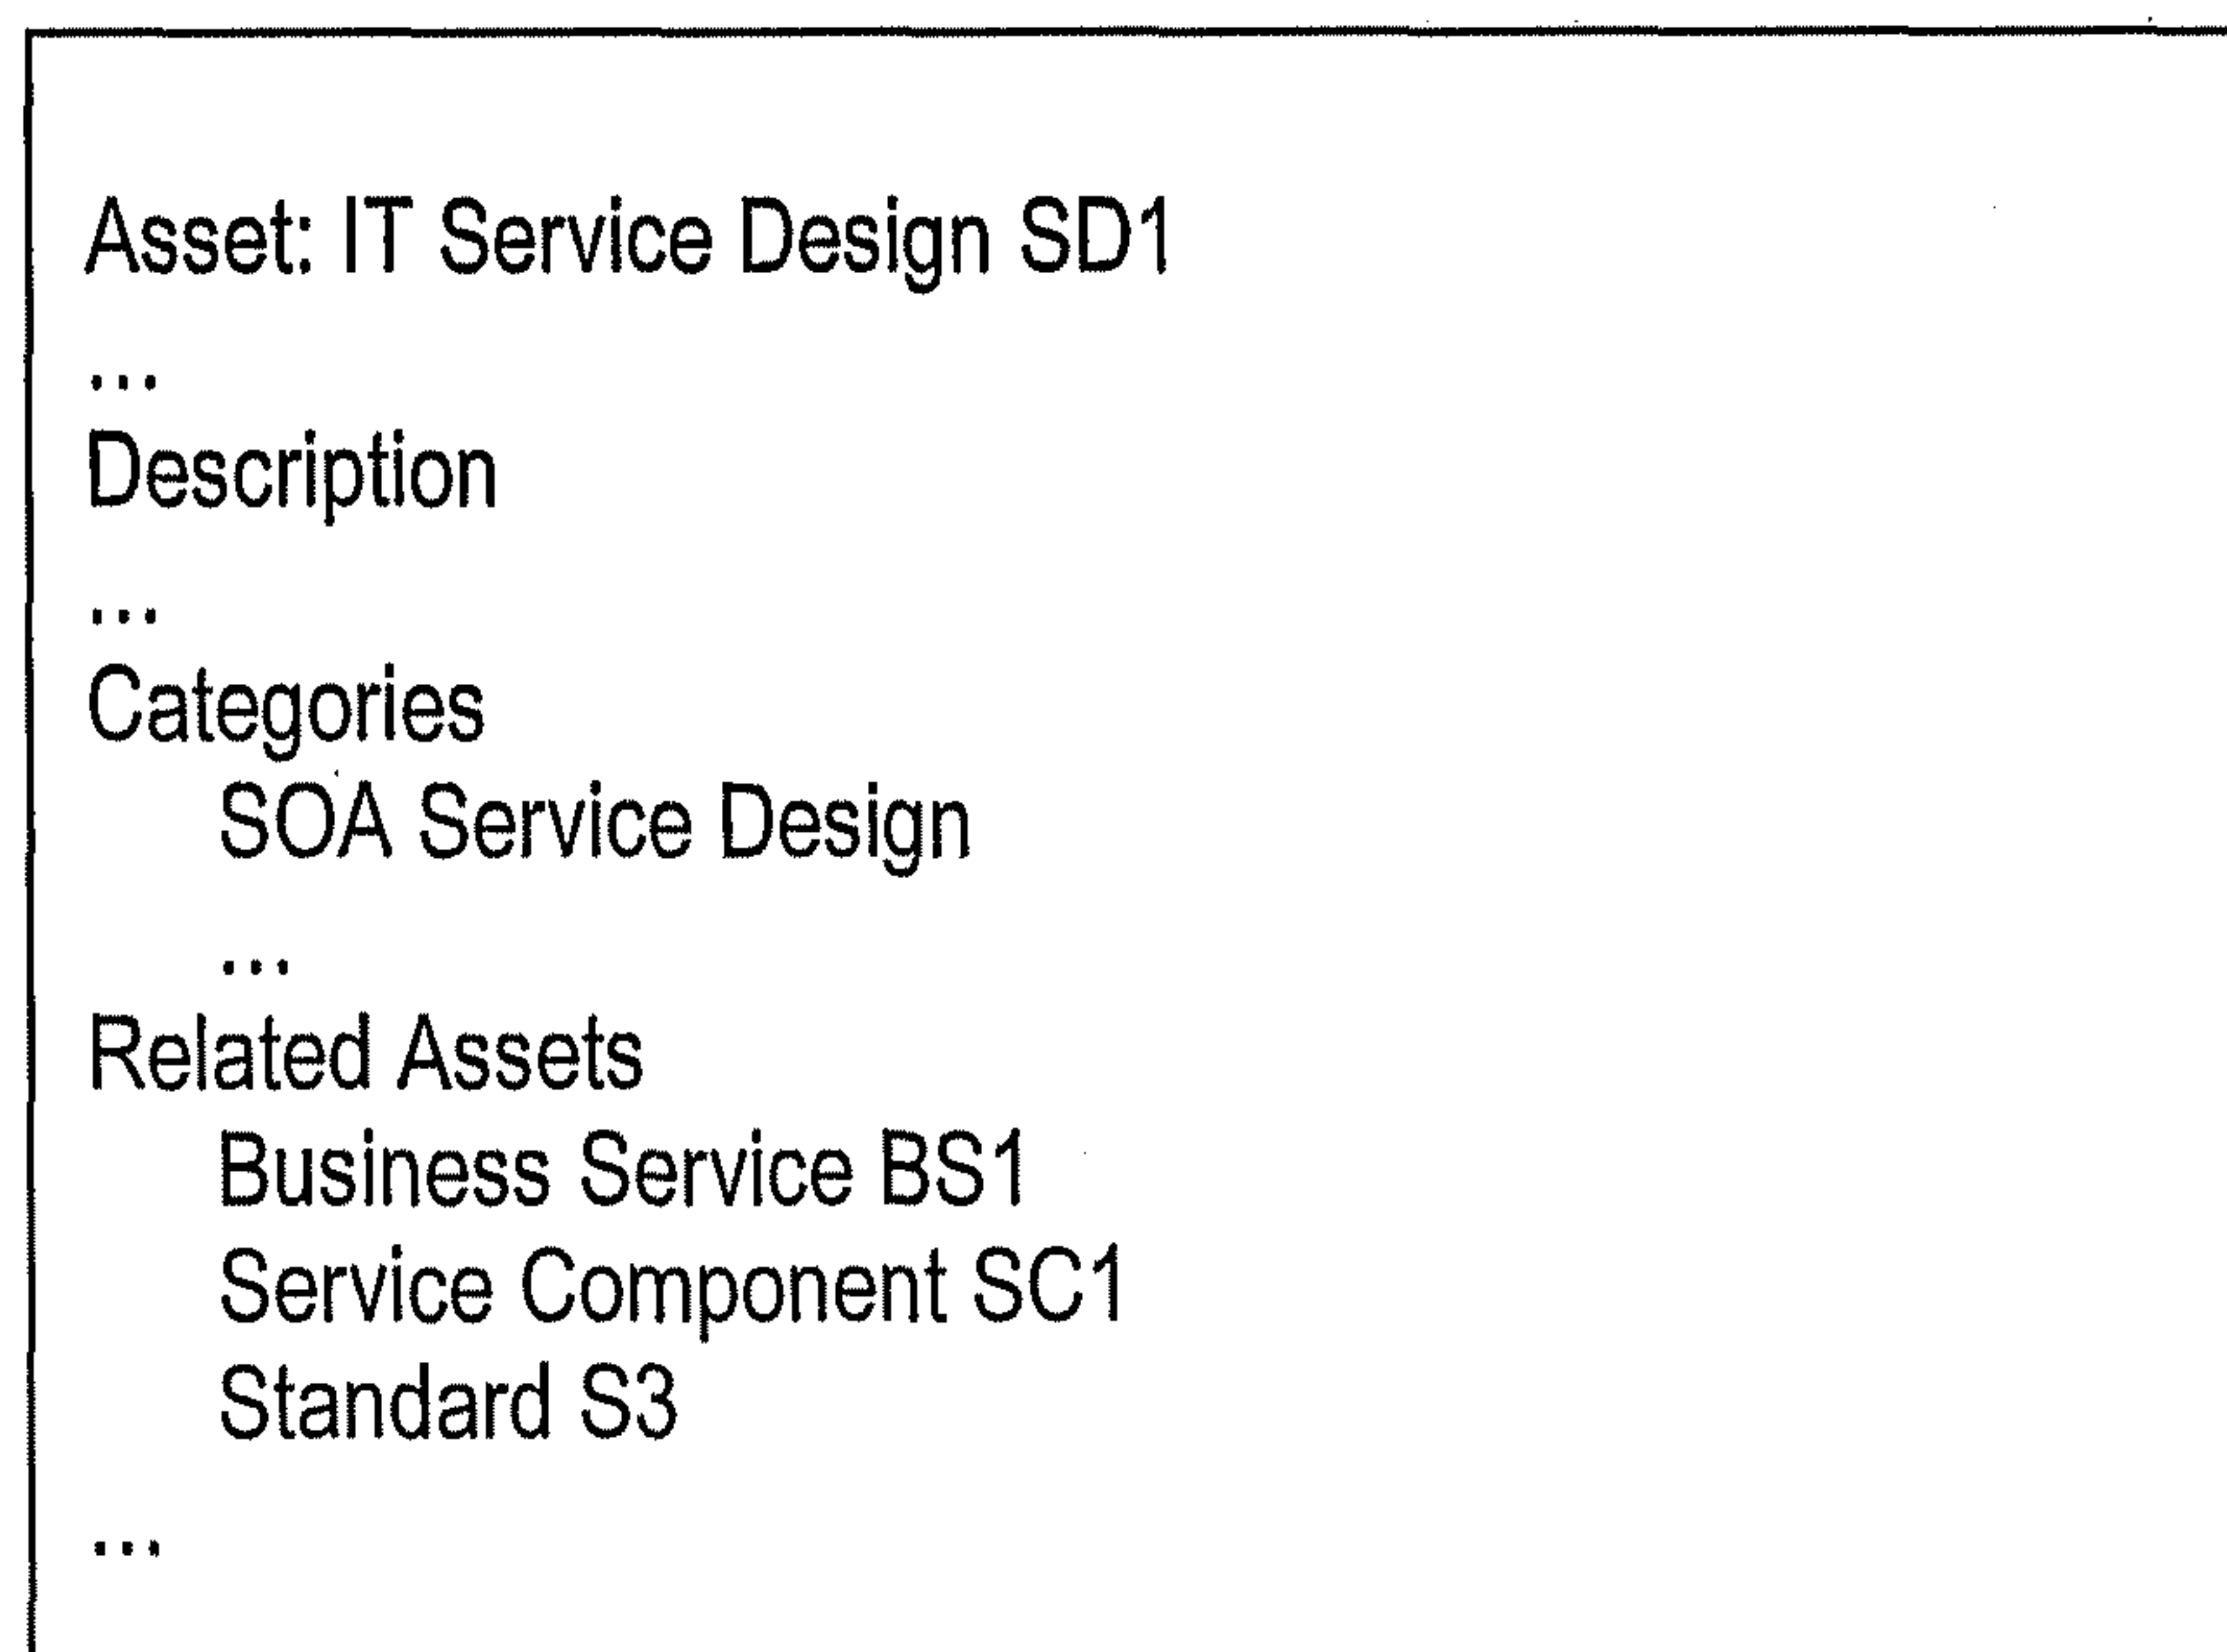 Asset: IT Service Design SD1
...
Description
...
Categories
SOA Service Design
...
Related Assets
Business Service BS1
Service Component SC1
Standard S3
...